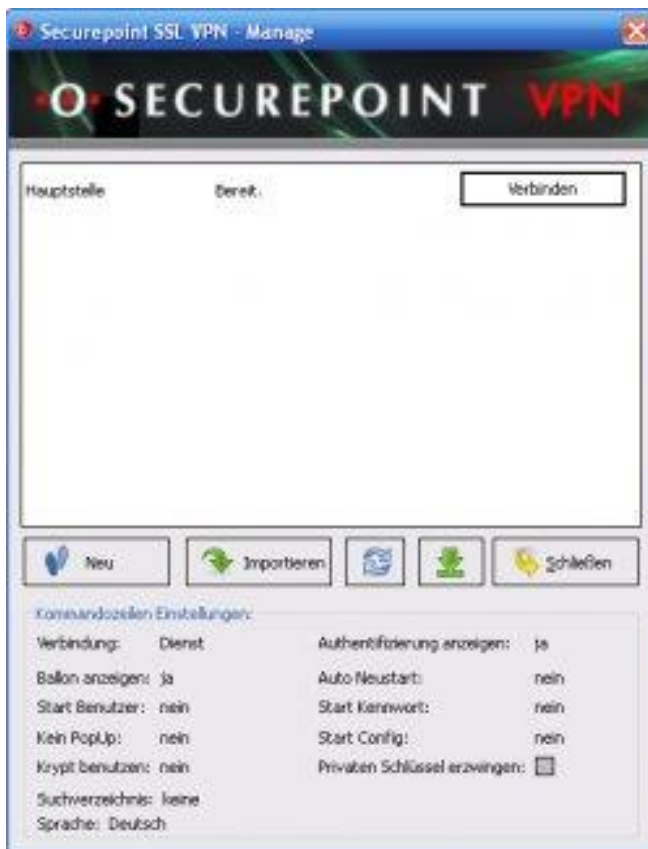 Securepoint SSL VPN - Manage
SECUREPOINT VPN
Hauptstelle Bereit. Verbinden
Neu Importieren Schließen
Kommandozeilen Einstellungen:
Verbindung: Dienst Authentifizierung anzeigen: ja
Ballon anzeigen: ja Auto Neustart: nein
Start Benutzer: nein Start Kennwort: nein
Kein PopUp: nein Start Config: nein
Krypt benutzen: nein Privaten Schlüssel erzwingen:
Suchverzeichnis: keine
Sprache: Deutsch